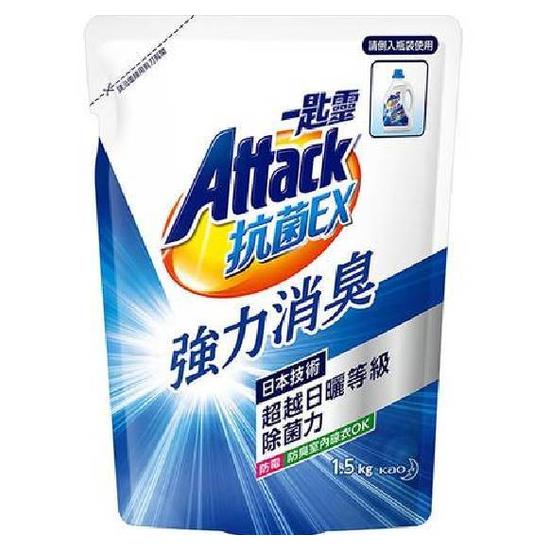 請倒入瓶裝使用
一匙靈
Attack
抗菌EX
強力消臭
日本技術
超越日曬等級
除菌力
防霉 防臭室內晾衣OK
1.5kg Kao